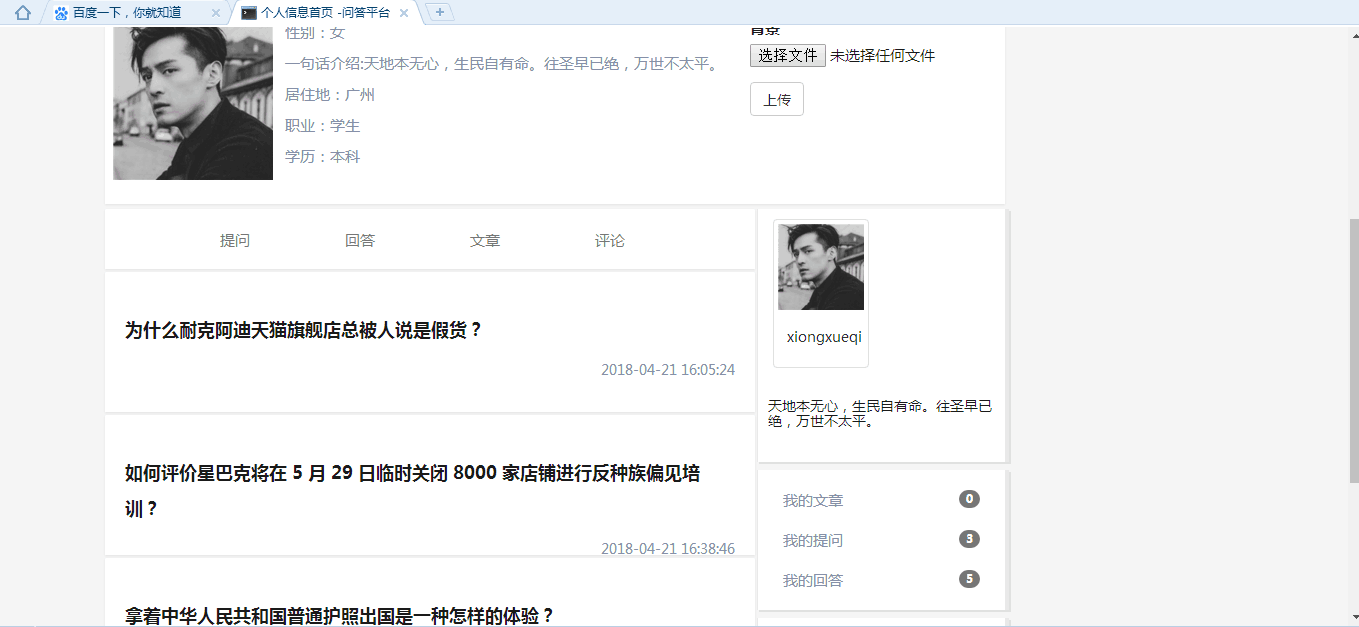 百度一下，你就知道
个人信息首页 -问答平台
性别：女
一句话介绍:天地本无心，生民自有命。往圣早已绝，万世不太平。
居住地：广州
职业：学生
学历：本科
背景
选择文件 未选择任何文件
上传
提问 回答 文章 评论
为什么耐克阿迪天猫旗舰店总被人说是假货？
2018-04-21 16:05:24
如何评价星巴克将在 5 月 29 日临时关闭 8000 家店铺进行反种族偏见培
训？
2018-04-21 16:38:46
拿着中华人民共和国普通护照出国是一种怎样的体验？
xiongxueqi
天地本无心，生民自有命。往圣早已
绝，万世不太平。
我的文章 0
我的提问 3
我的回答 5